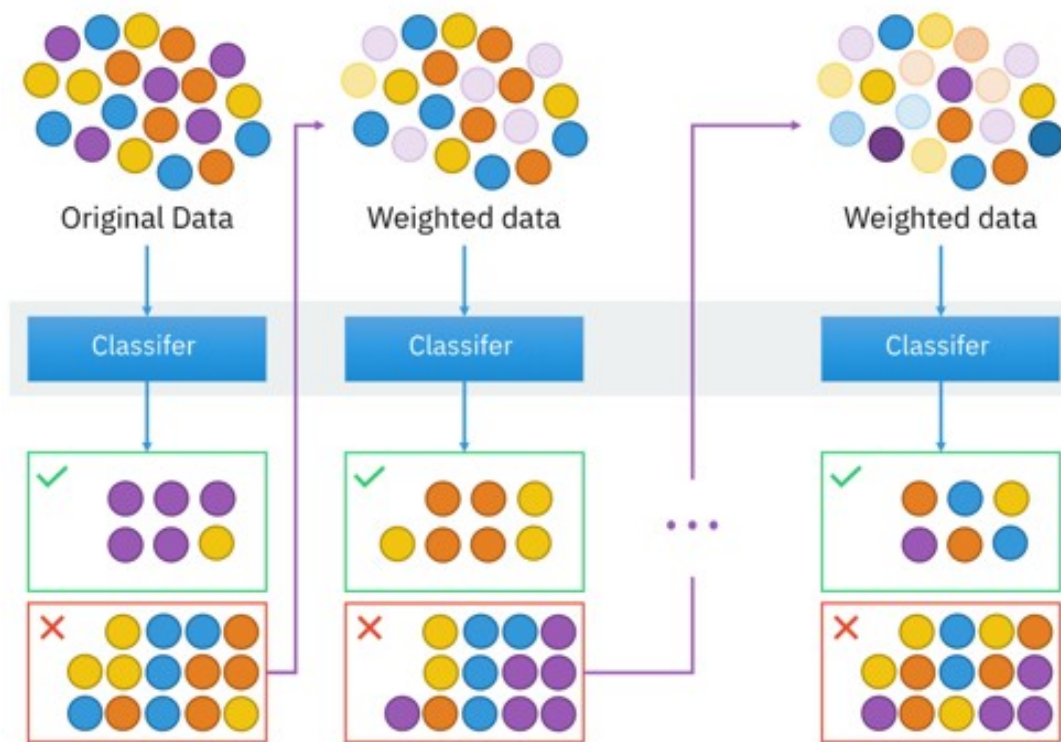 Original Data
Weighted data
Weighted data
Classifer
Classifer
Classifer